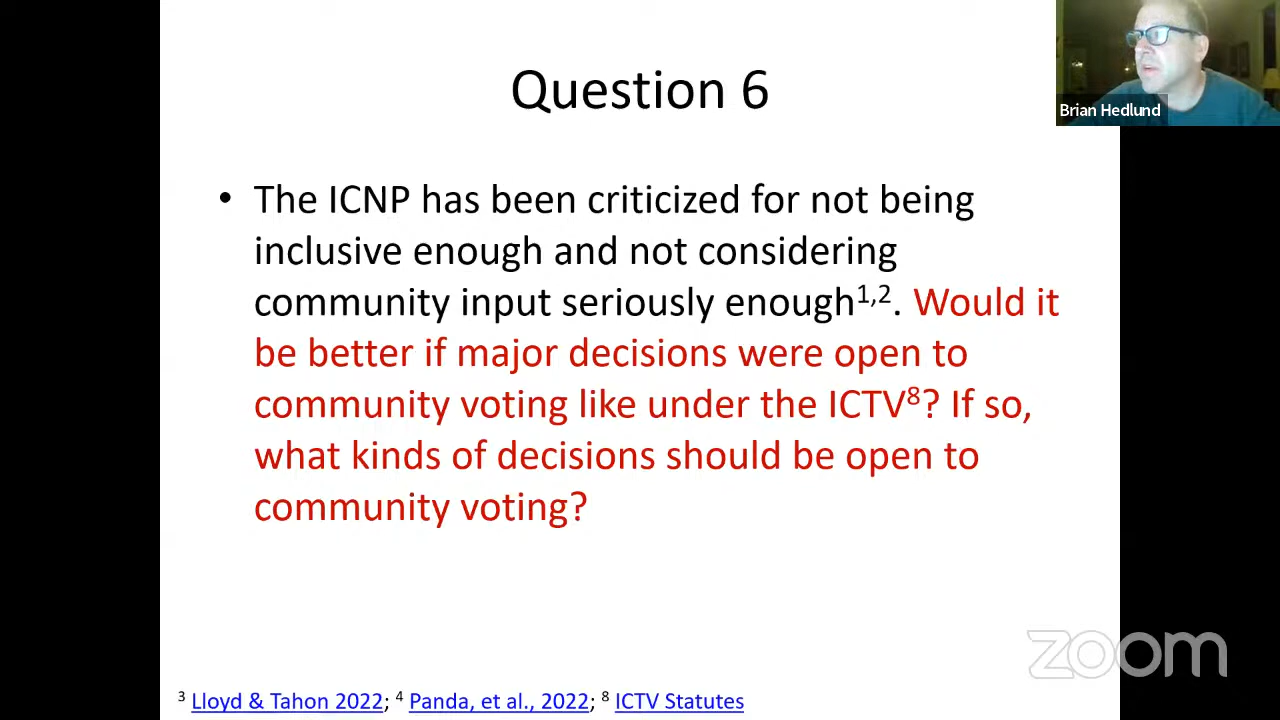 Question 6
Brian Hedlund
• The ICNP has been criticized for not being
inclusive enough and not considering
community input seriously enough1,2. Would it
be better if major decisions were open to
community voting like under the ICTV8? If so,
what kinds of decisions should be open to
community voting?
zoom
3 Lloyd & Tahon 2022; 4 Panda, et al., 2022; 8 ICTV Statutes